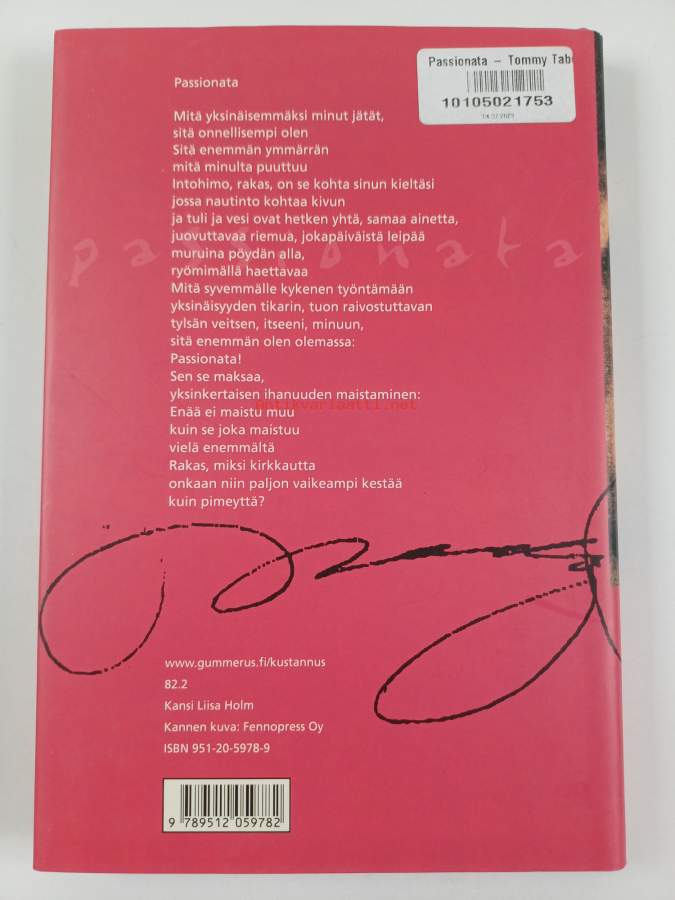 Passionata – Tommy Tab
10105021753
Passionata
Mitä yksinäisemmäksi minut jätät,
sitä onnellisempi olen
Sitä enemmän ymmärrän
mitä minulta puuttuu
Intohimo, rakas, on se kohta sinun kieltäsi
jossa nautinto kohtaa kivun
ja tuli ja vesi ovat hetken yhtä, samaa ainetta,
juovuttavaa riemua, jokapäiväistä leipää
passionata
muruina pöydän alla,
ryömimällä haettavaa
Mitä syvemmälle kykenen työntämään
yksinäisyyden tikarin, tuon raivostuttavan
tylsän veitsen, itseeni, minuun,
sitä enemmän olen olemassa:
Passionata!
Sen se maksaa,
yksinkertaisen ihanuuden maistaminen:
antikvariaatti.net
Enää ei maistu muu
kuin se joka maistuu
vielä enemmältä
Rakas, miksi kirkkautta
onkaan niin paljon vaikeampi kestää
kuin pimeyttä?
www.gummerus.fi/kustannus
82.2
Kansi Liisa Holm
Kannen kuva: Fennopress Oy
ISBN 951-20-5978-9
9 789512 059782